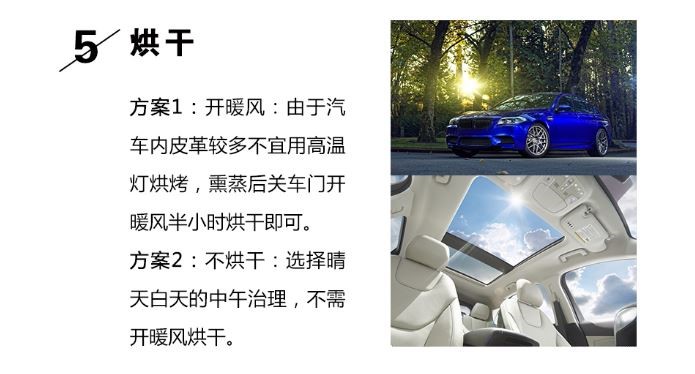 5 烘干
方案1：开暖风：由于汽
车内皮革较多不宜用高温
灯烘烤，熏蒸后关车门开
暖风半小时烘干即可。
方案2：不烘干：选择晴
天白天的中午治理，不需
开暖风烘干。